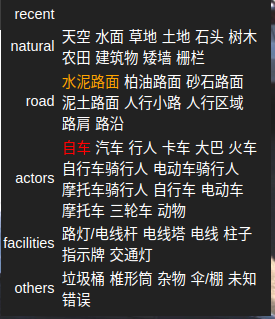 recent
natural 天空 水面 草地 土地 石头 树木
农田 建筑物 矮墙 栅栏
road 水泥路面 柏油路面 砂石路面
泥土路面 人行小路 人行区域
路肩 路沿
actors 自车 汽车 行人 卡车 大巴 火车
自行车骑行人 电动车骑行人
摩托车骑行人 自行车 电动车
摩托车 三轮车 动物
facilities 路灯/电线杆 电线塔 电线 柱子
指示牌 交通灯
others 垃圾桶 椎形筒 杂物 伞/棚 未知
错误